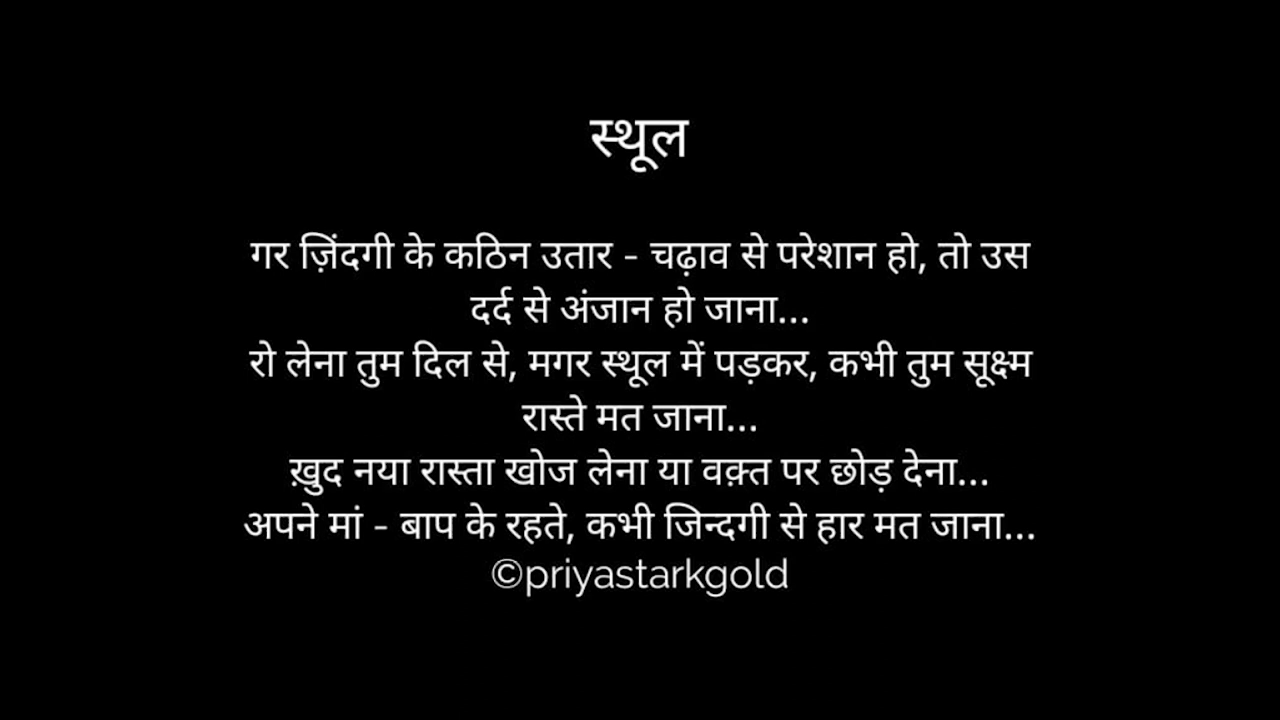 स्थूल
गर ज़िंदगी के कठिन उतार - चढ़ाव से परेशान हो, तो उस
दर्द से अंजान हो जाना...
रो लेना तुम दिल से, मगर स्थूल में पड़कर, कभी तुम सूक्ष्म
रास्ते मत जाना...
ख़ुद नया रास्ता खोज लेना या वक़्त पर छोड़ देना...
अपने मां - बाप के रहते, कभी जिन्दगी से हार मत जाना...
©priyastarkgold